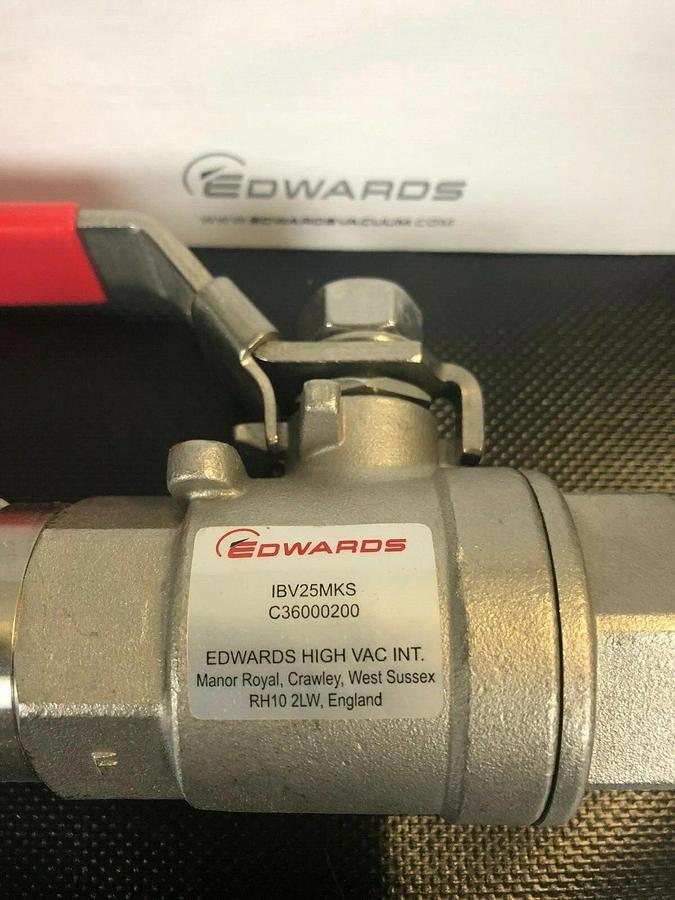 EDWARDS
WWW.EDWARDSVACUUM.COM
EDWARDS
IBV25MKS
C36000200
EDWARDS HIGH VAC INT.
Manor Royal, Crawley, West Sussex
RH10 2LW, England